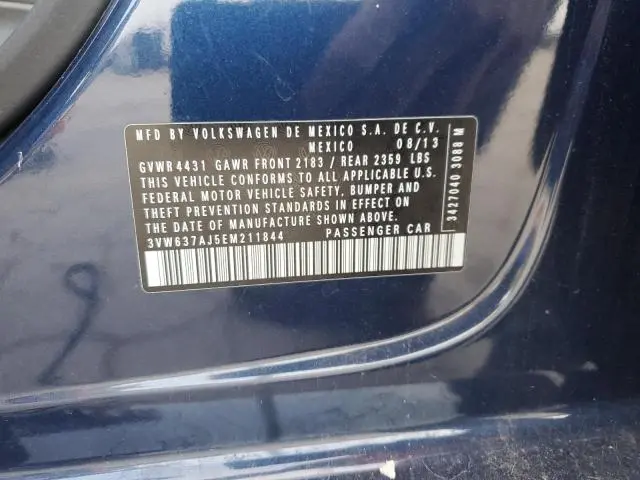 MFD BY VOLKSWAGEN DE MEXICO S.A. DE C.V.
MEXICO 08/13
GVWR 4431 GAWR FRONT 2183 / REAR 2359 LBS
THIS VEHICLE CONFORMS TO ALL APPLICABLE U.S.
FEDERAL MOTOR VEHICLE SAFETY, BUMPER AND
THEFT PREVENTION STANDARDS IN EFFECT ON
THE DATE OF MANUFACTURE SHOWN ABOVE.
3VW637AJ5EM211844 PASSENGER CAR
3427040 3088 M